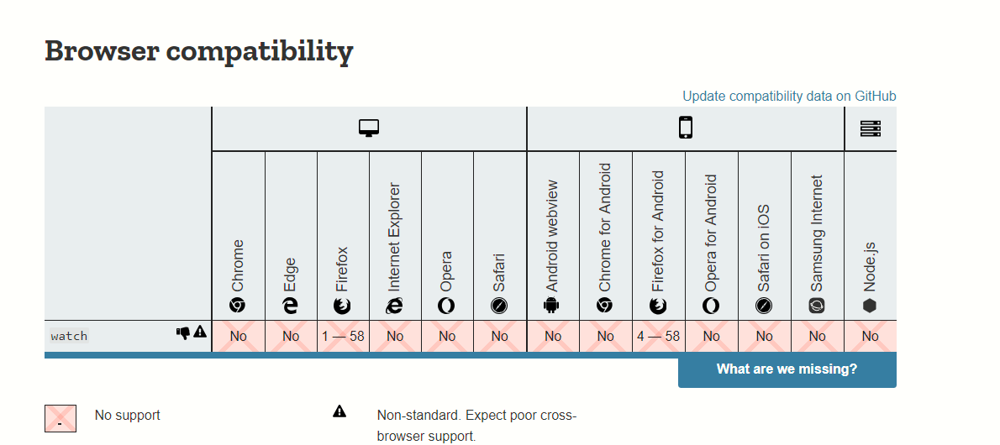 Browser compatibility
Update compatibility data on GitHub
Chrome
Edge
Firefox
Internet Explorer
Opera
Safari
Android webview
Chrome for Android
Firefox for Android
Opera for Android
Safari on iOS
Samsung Internet
Node.js
watch No No 1 — 58 No No No No No 4 — 58 No No No No
What are we missing?
No support
Non-standard. Expect poor cross-
browser support.